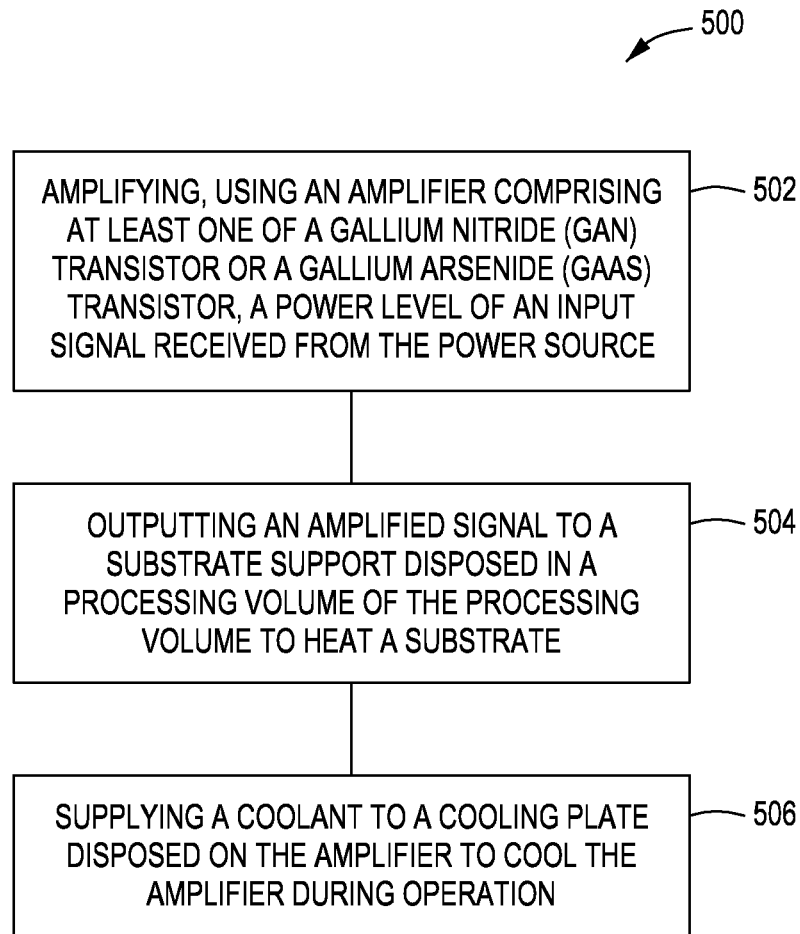 500
AMPLIFYING, USING AN AMPLIFIER COMPRISING
AT LEAST ONE OF A GALLIUM NITRIDE (GAN)
TRANSISTOR OR A GALLIUM ARSENIDE (GAAS)
TRANSISTOR, A POWER LEVEL OF AN INPUT
SIGNAL RECEIVED FROM THE POWER SOURCE
502
OUTPUTTING AN AMPLIFIED SIGNAL TO A
SUBSTRATE SUPPORT DISPOSED IN A
PROCESSING VOLUME OF THE PROCESSING
VOLUME TO HEAT A SUBSTRATE
504
SUPPLYING A COOLANT TO A COOLING PLATE
DISPOSED ON THE AMPLIFIER TO COOL THE
AMPLIFIER DURING OPERATION
506